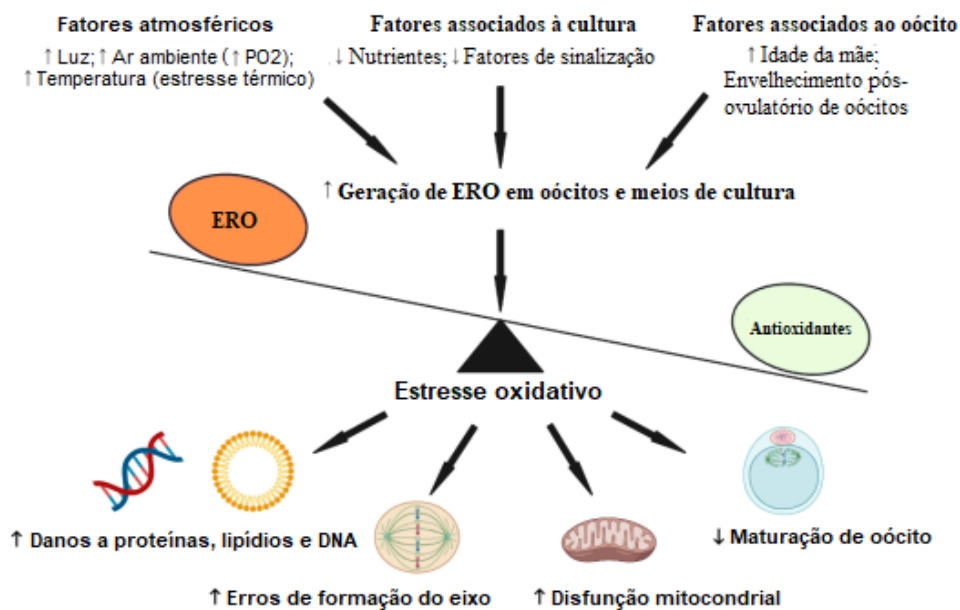 Fatores atmosféricos
↑ Luz; ↑ Ar ambiente (↑ PO2);
↑ Temperatura (estresse térmico)
Fatores associados à cultura
↓ Nutrientes; ↓ Fatores de sinalização
Fatores associados ao oócito
↑ Idade da mãe;
Envelhecimento pós-
ovulatório de oócitos
↑ Geração de ERO em oócitos e meios de cultura
ERO
Antioxidantes
Estresse oxidativo
↑ Danos a proteínas, lipídios e DNA
↑ Erros de formação do eixo
↑ Disfunção mitocondrial
↓ Maturação de oócito